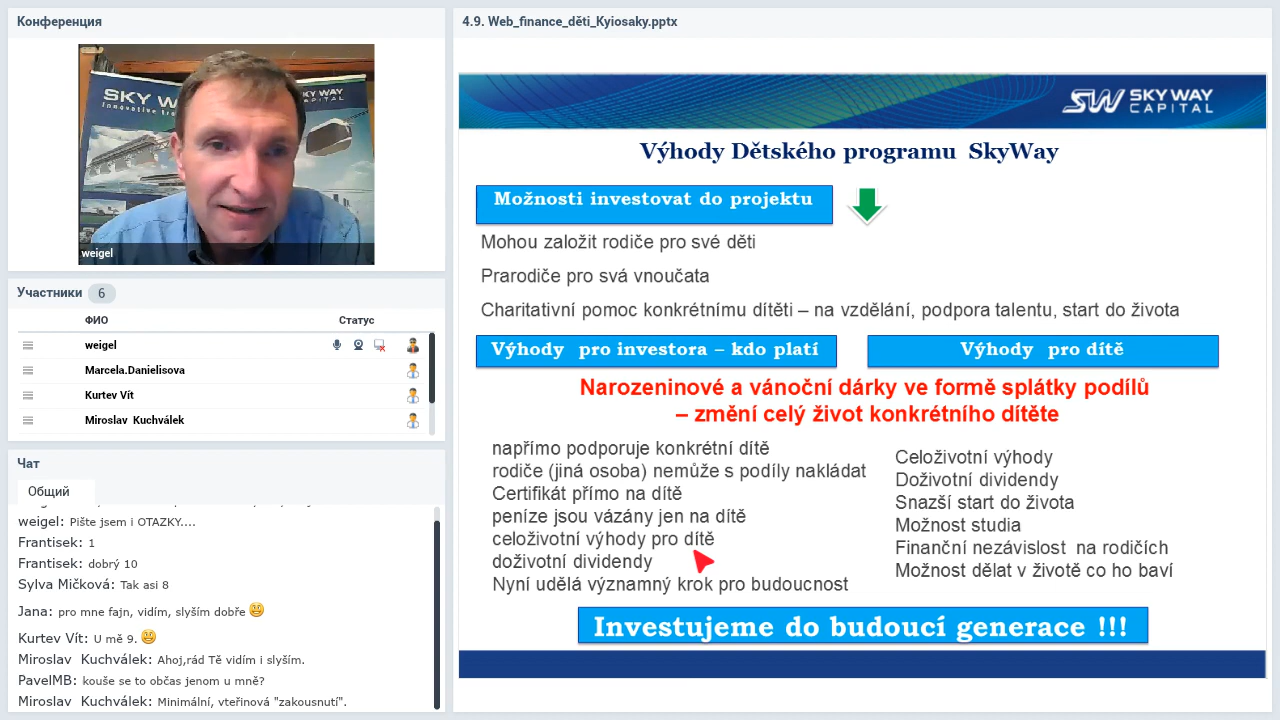 Конференция
SKY W
Innovative tra
KY WAY
CAPITAL
weigel
Участники 6
ФИО Статус
weigel
Marcela.Danielisova
Kurtev Vít
Miroslav Kuchválek
Чат
Общий
weigel: Pište jsem i OTAZKY....
Frantisek: 1
Frantisek: dobrý 10
Sylva Mičková: Tak asi 8
Jana: pro mne fajn, vidím, slyším dobře
Kurtev Vít: U mě 9.
Miroslav Kuchválek: Ahoj,rád Tě vidím i slyším.
PavelMB: kouše se to občas jenom u mně?
Miroslav Kuchválek: Minimální, vteřinová "zakousnutí".
4.9. Web_finance_děti_Kyiosaky.pptx
SW SKY WAY
CAPITAL
Výhody Dětského programu SkyWay
Možnosti investovat do projektu
Mohou založit rodiče pro své děti
Prarodiče pro svá vnoučata
Charitativní pomoc konkrétnímu dítěti – na vzdělání, podpora talentu, start do života
Výhody pro investora – kdo platí
Výhody pro dítě
Narozeninové a vánoční dárky ve formě splátky podílů
– změní celý život konkrétního dítěte
napřímo podporuje konkrétní dítě
rodiče (jiná osoba) nemůže s podíly nakládat
Certifikát přímo na dítě
peníze jsou vázány jen na dítě
celoživotní výhody pro dítě
doživotní dividendy
Nyní udělá významný krok pro budoucnost
Celoživotní výhody
Doživotní dividendy
Snazší start do života
Možnost studia
Finanční nezávislost na rodičích
Možnost dělat v životě co ho baví
Investujeme do budoucí generace !!!